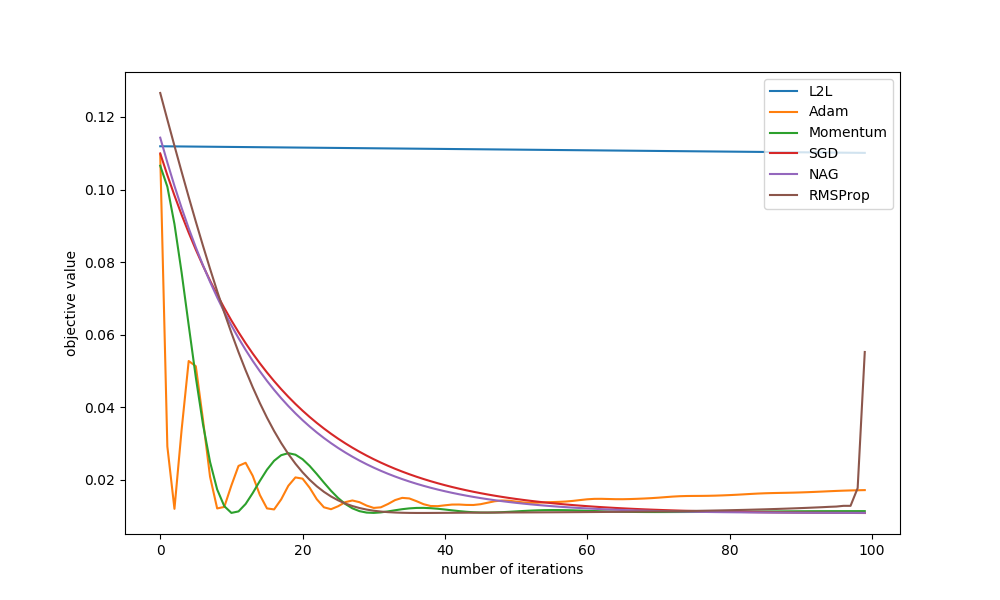 L2L
Adam
Momentum
SGD
NAG
RMSProp
0.12
0.10
0.08
0.06
0.04
0.02
objective value
0 20 40 60 80 100
number of iterations